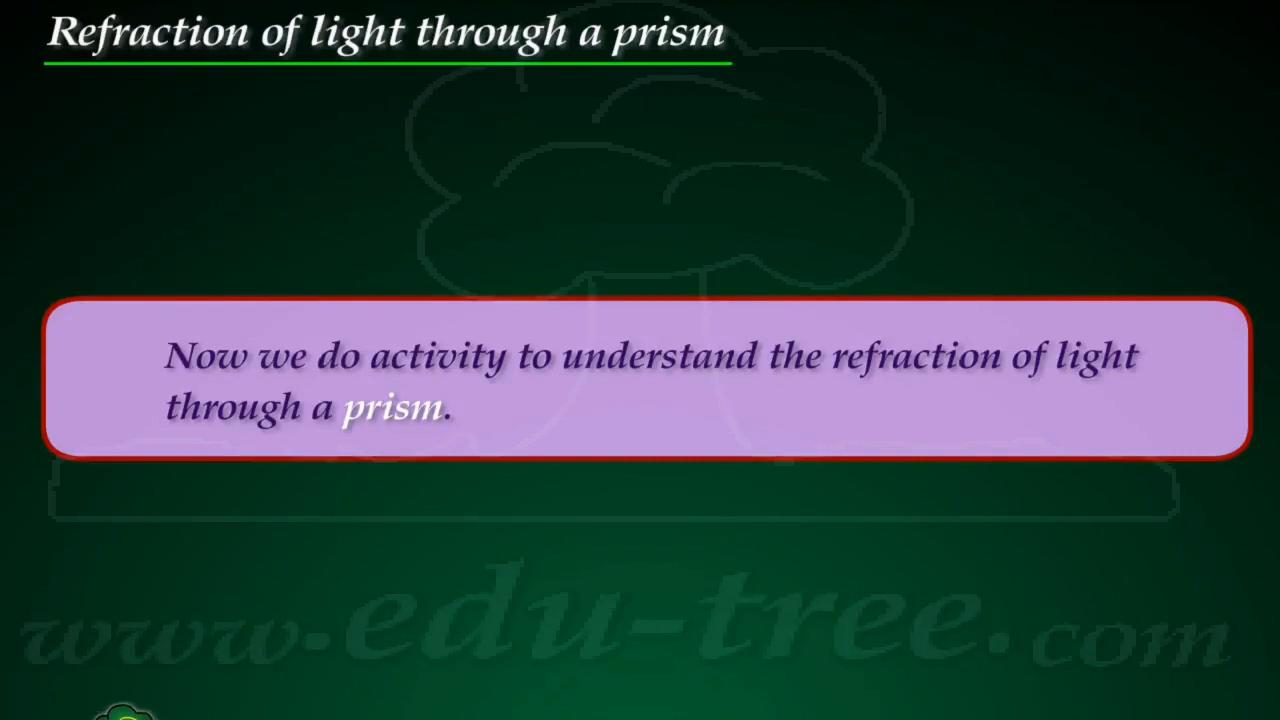 Refraction of light through a prism
Now we do activity to understand the refraction of light
through a prism.
www.edu-tree.com